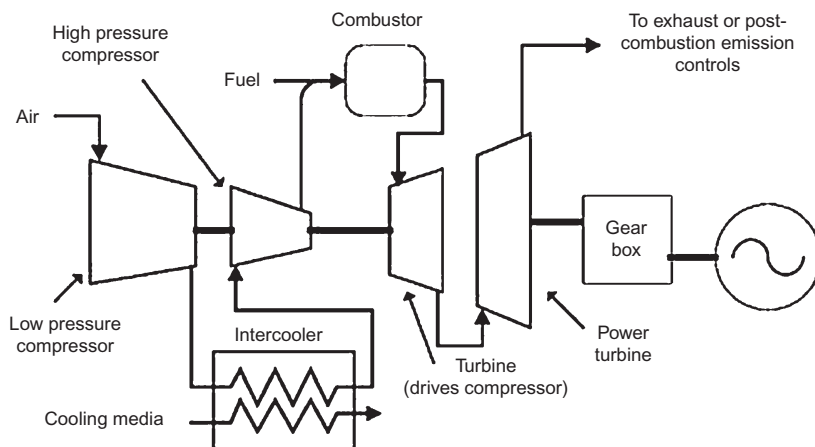 High pressure
compressor
Combustor
To exhaust or post-
combustion emission
controls
Fuel
Air
Gear
box
Low pressure
compressor
Intercooler
Turbine
(drives compressor)
Power
turbine
Cooling media